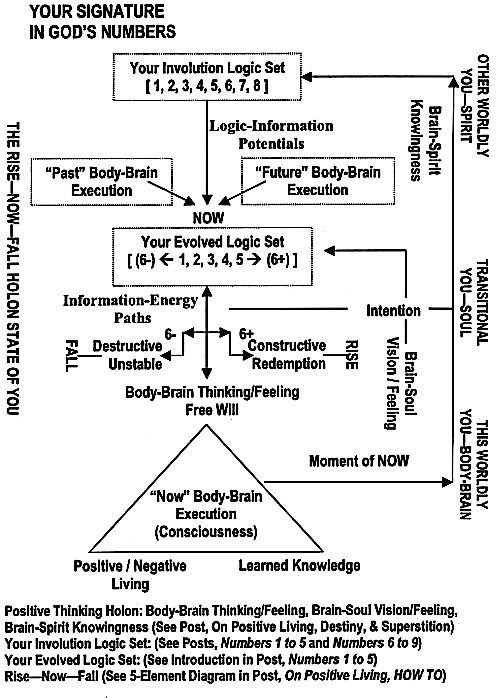 YOUR SIGNATURE
IN GOD'S NUMBERS
Your Involution Logic Set
[ 1, 2, 3, 4, 5, 6, 7, 8 ]
OTHER WORLDLY
YOU—SPIRIT
Brain-Spirit
Knowingness
Logic-Information
Potentials
THE RISE—NOW—FALL HOLON STATE OF YOU
"Past" Body-Brain
Execution
"Future" Body-Brain
Execution
NOW
Your Evolved Logic Set
[ (6-) ← 1, 2, 3, 4, 5 → (6+) ]
TRANSITIONAL
YOU—SOUL
Information-Energy
Paths
Intention
6-
6+
FALL
Destructive
Unstable
Constructive
Redemption
RISE
Brain-Soul
Vision / Feeling
Body-Brain Thinking/Feeling
Free Will
THIS WORLDLY
YOU—BODY-BRAIN
Moment of NOW
"Now" Body-Brain
Execution
(Consciousness)
Positive / Negative
Living
Learned Knowledge
Positive Thinking Holon: Body-Brain Thinking/Feeling, Brain-Soul Vision/Feeling,
Brain-Spirit Knowingness (See Post, On Positive Living, Destiny, & Superstition)
Your Involution Logic Set: (See Posts, Numbers 1 to 5 and Numbers 6 to 9)
Your Evolved Logic Set: (See Introduction in Post, Numbers 1 to 5)
Rise—Now—Fall (See 5-Element Diagram in Post, On Positive Living, HOW TO)